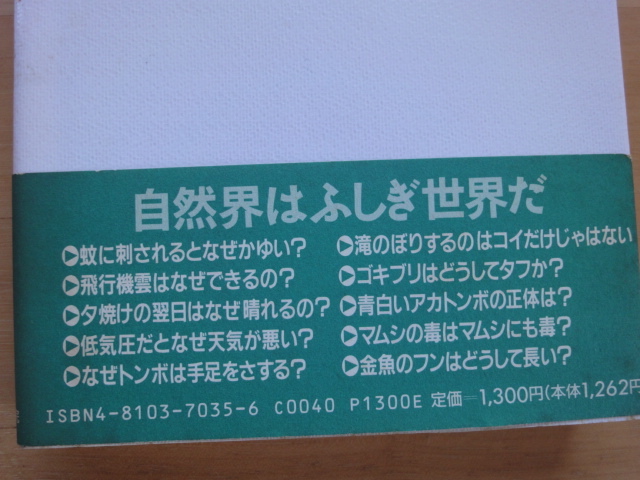 自然界はふしぎ世界だ
蚊に刺されるとなぜかゆい?
飛行機雲はなぜできるの?
夕焼けの翌日はなぜ晴れるの?
低気圧だとなぜ天気が悪い?
なぜトンボは手足をさする?
滝のぼりするのはコイだけじゃはない
ゴキブリはどうしてタフか?
青白いアカトンボの正体は?
マムシの毒はマムシにも毒?
金魚のフンはどうして長い?
ISBN4-8103-7035-6 C0040 P1300E 定価=1,300円(本体1,262円